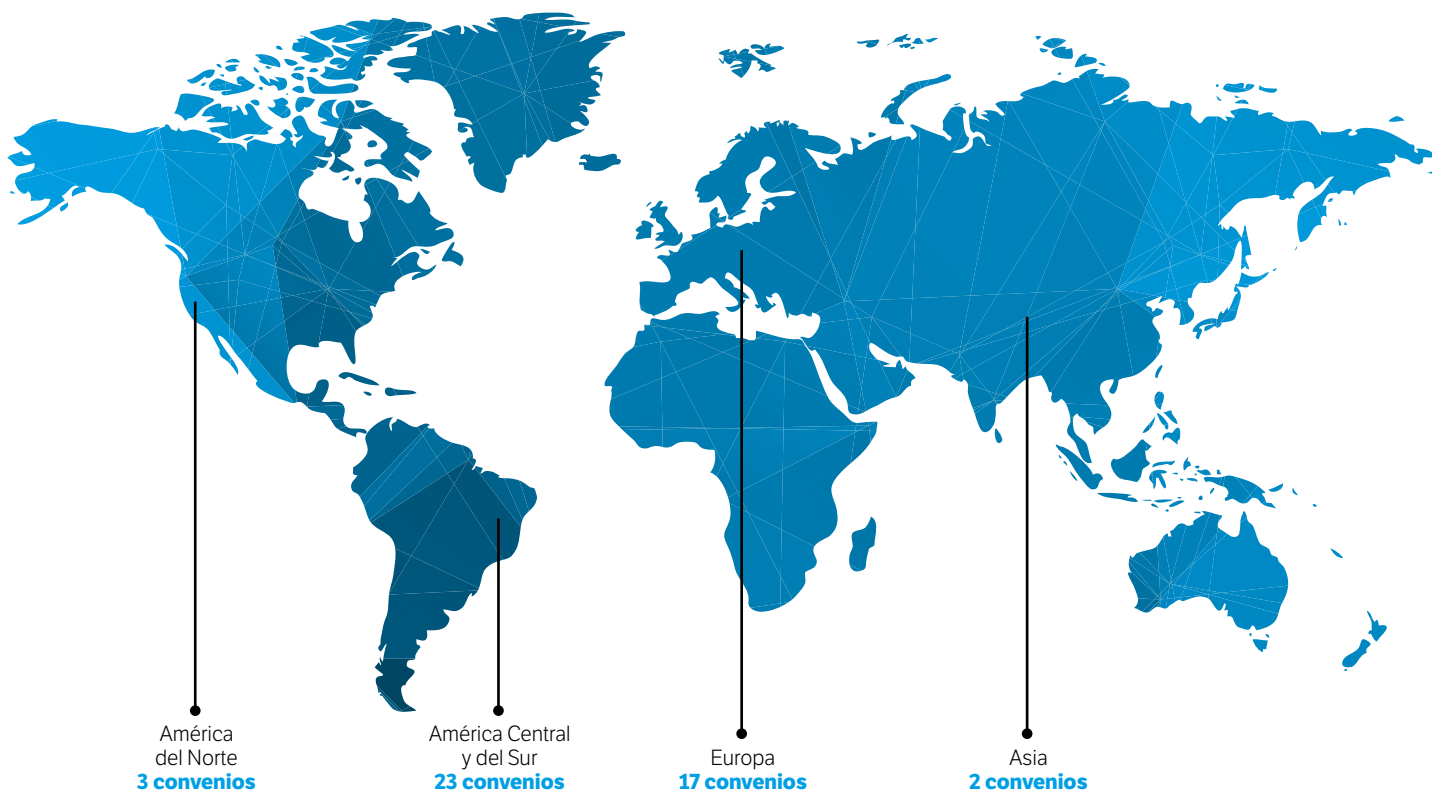 América
del Norte
3 convenios
América Central
y del Sur
23 convenios
Europa
17 convenios
Asia
2 convenios